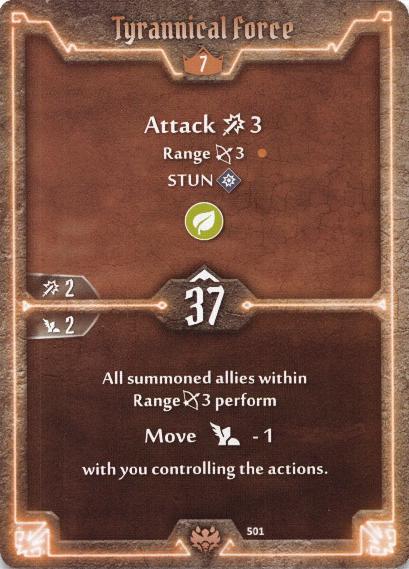 Tyrannical Force
7
Attack 3
Range 3
STUN
2
37
2
All summoned allies within
Range 3 perform
Move - 1
with you controlling the actions.
501